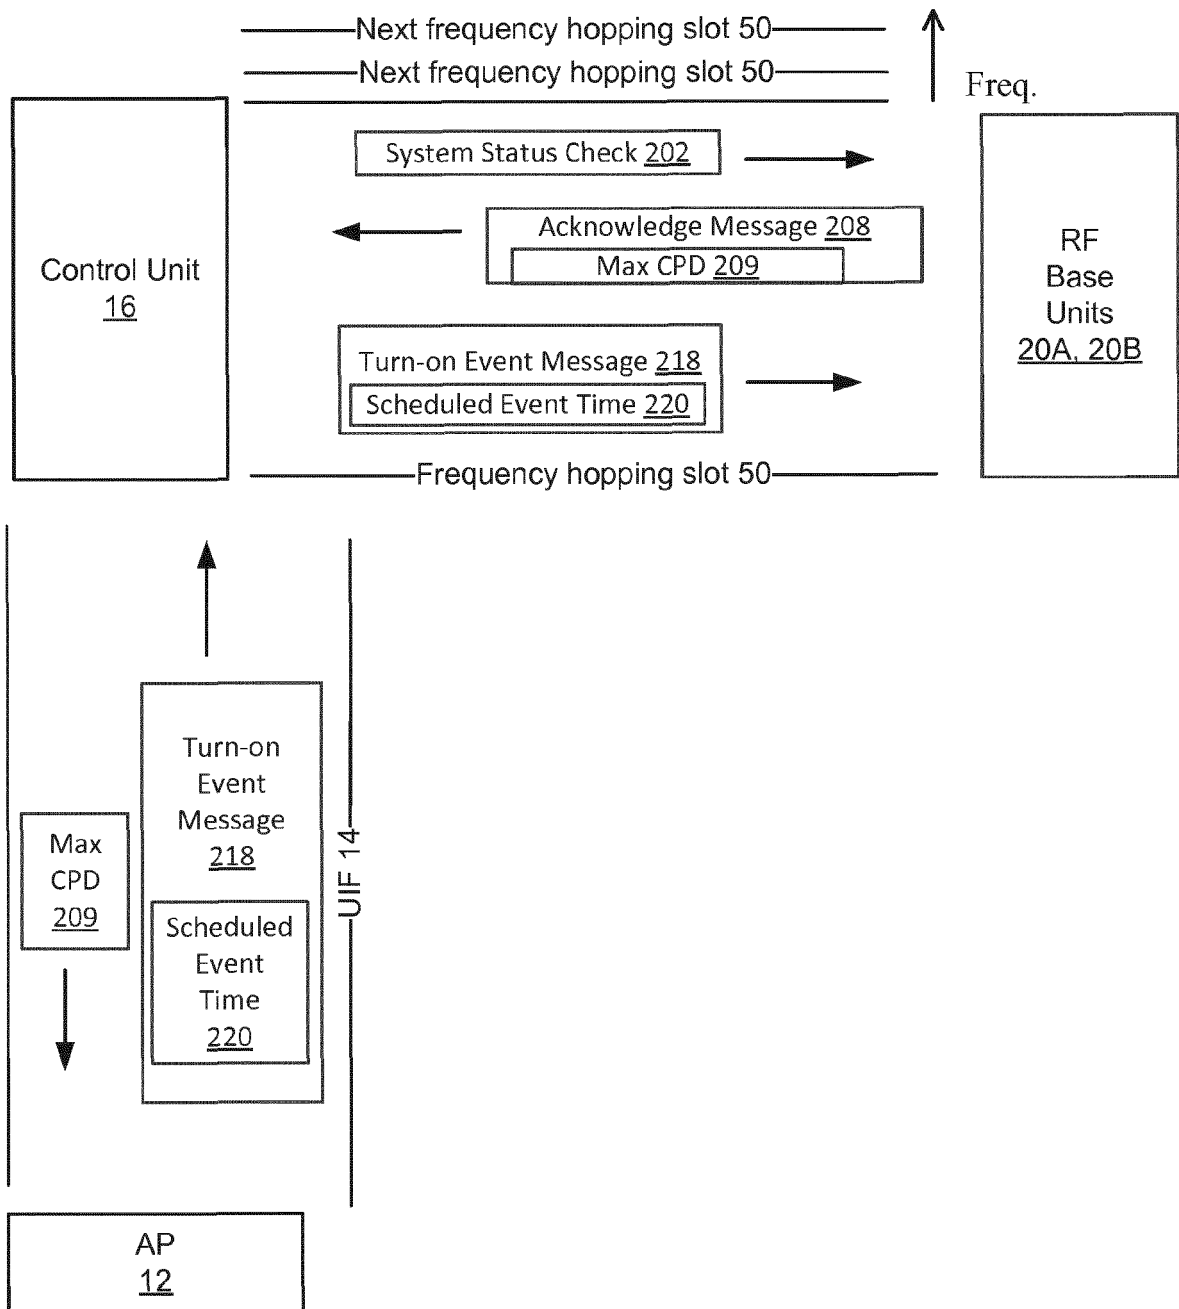 Next frequency hopping slot 50
Next frequency hopping slot 50
Freq.
System Status Check 202
Acknowledge Message 208
Max CPD 209
Control Unit
16
RF
Base
Units
20A, 20B
Turn-on Event Message 218
Scheduled Event Time 220
Frequency hopping slot 50
Turn-on
Event
Message
218
Max
CPD
209
UIF 14
Scheduled
Event
Time
220
AP
12